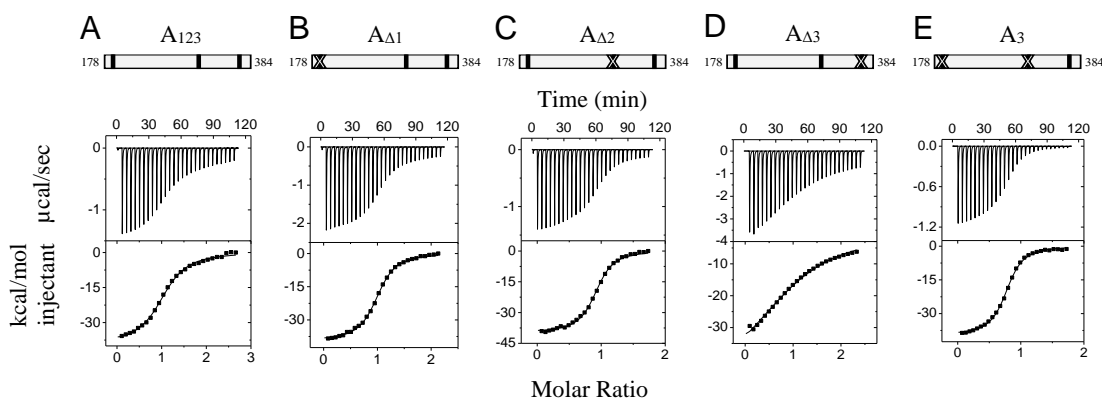 A B C D E
A123 AΔ1 AΔ2 AΔ3 A3
178 384 178 384 178 384 178 384 178 384
Time (min)
0 30 60 90 120 0 30 60 90 120 0 30 60 90 120 0 30 60 90 120 0 30 60 90 120
µcal/sec
0 -1
0 -1 -2
0 -1
0 -1 -2 -3 -4
0.0 -0.6 -1.2
kcal/mol
injectant
0 -15 -30
0 -15 -30
0 -15 -30 -45
-10 -20 -30
0 -15 -30
0 1 2 3 0 1 2 0 1 2 0 1 2 0 1 2
Molar Ratio